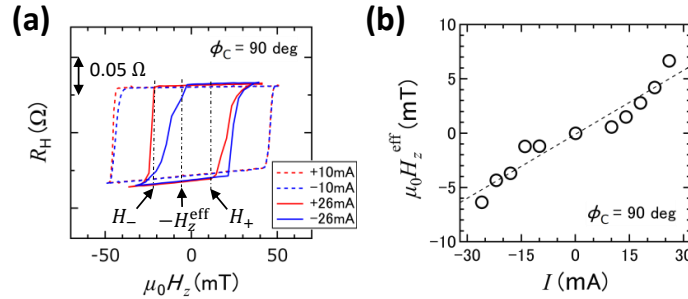 (a)
ϕC = 90 deg
0.05 Ω
RH (Ω)
+10mA
−10mA
+26mA
−26mA
H− −Hzeff H+
−50 0 50
μ0Hz (mT)
(b)
10
5
0
−5
−10
μ0Hzeff (mT)
ϕC = 90 deg
−30 −15 0 15 30
I (mA)